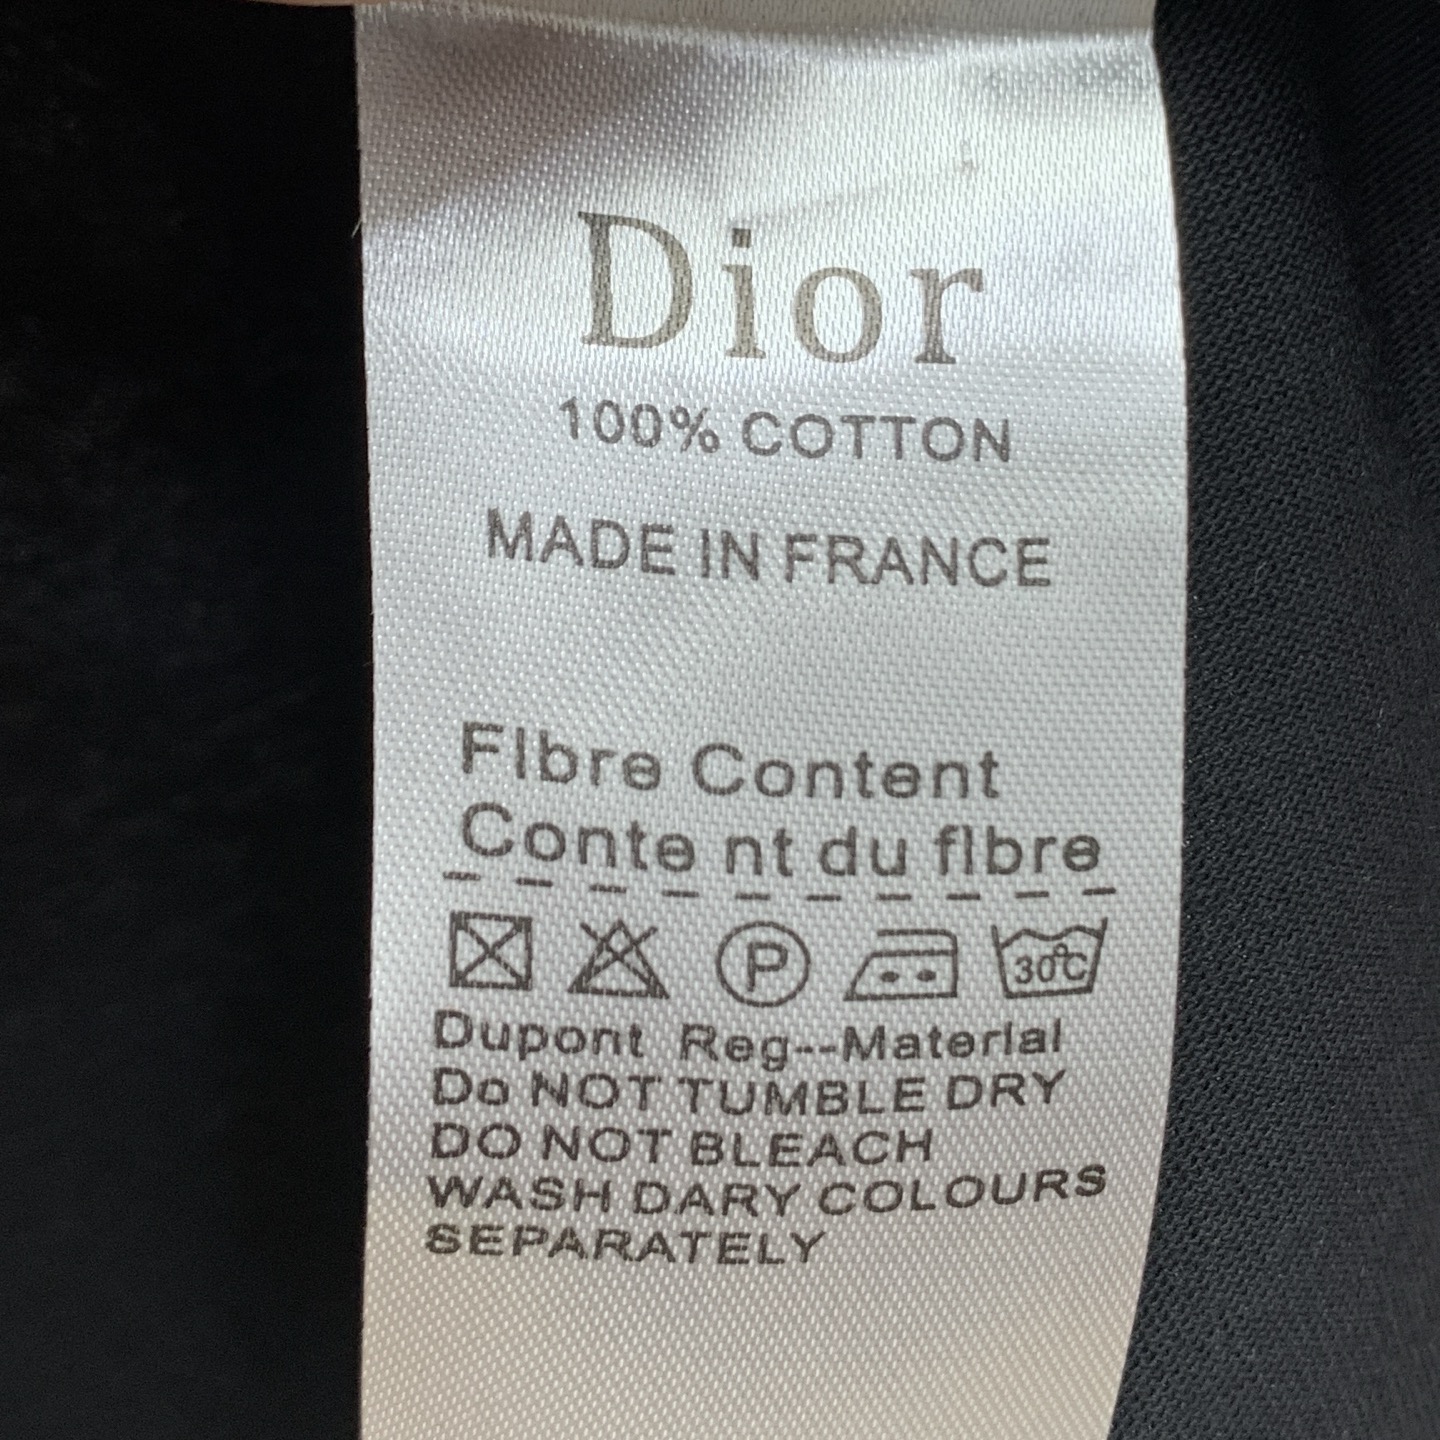 Dior
100% COTTON
MADE IN FRANCE
FIbre Content
Conte nt du fIbre
P 30℃
Dupont Reg--MaterIal
Do NOT TUMBLE DRY
DO NOT BLEACH
WASH DARY COLOURS
SEPARATELY